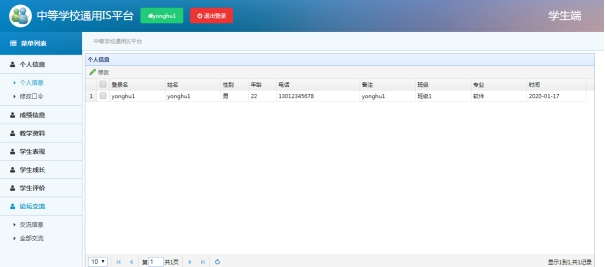 中等学校通用IS平台 yonghu1 退出登录 学生端
菜单列表
中等学校通用IS平台
个人信息
个人信息
修改口令
成绩信息
教学资料
学生表现
学生成长
学生评价
论坛交流
交流信息
全部交流
个人信息
修改
登录名 姓名 性别 年龄 电话 备注 班级 专业 时间
1 yonghu1 yonghu1 男 22 13012345678 yonghu1 班级1 软件 2020-01-17
10 第 1 共1页 显示1到1,共1记录